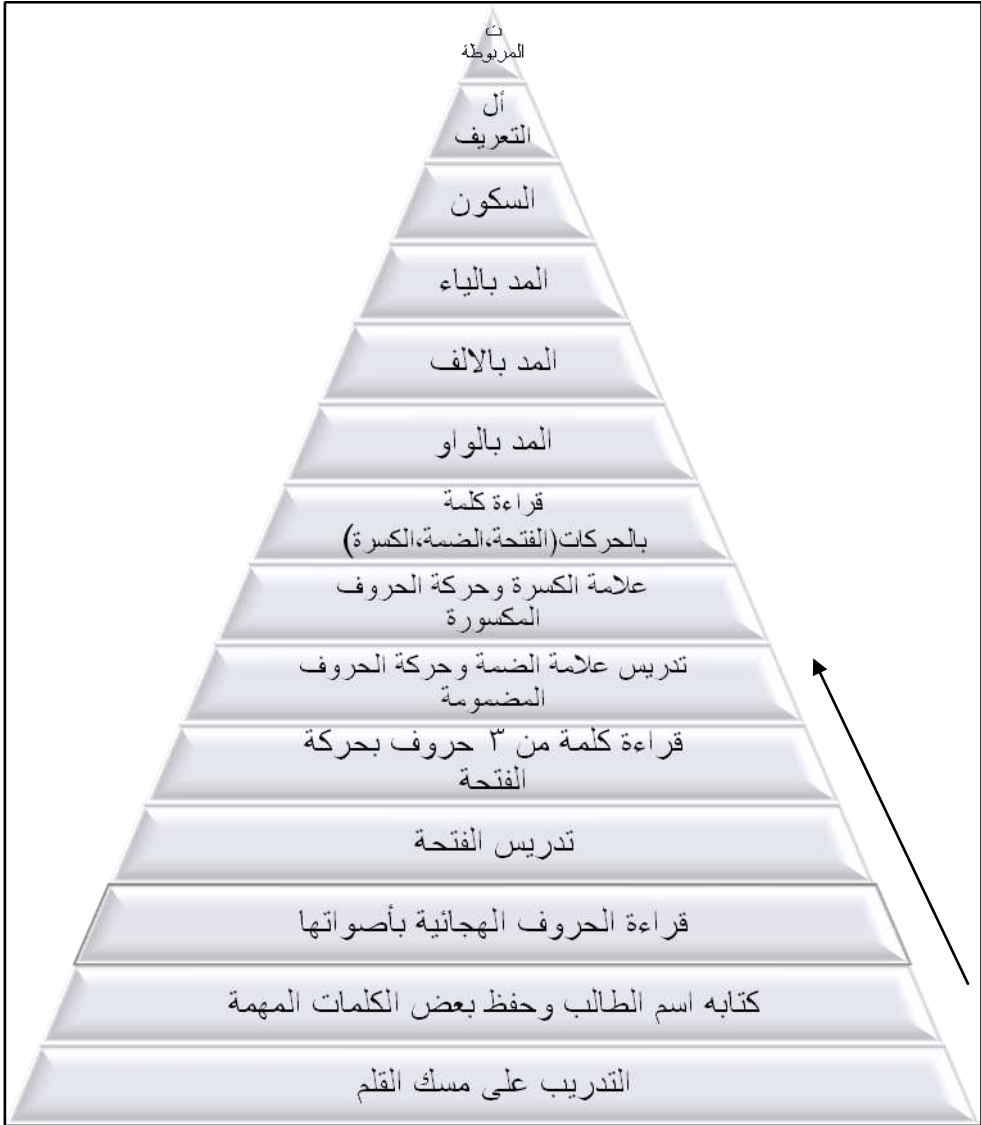 ت
المربوطة
أل
التعريف
السكون
المد بالياء
المد بالالف
المد بالواو
قراءة كلمة
بالحركات(الفتحة،الضمة،الكسرة)
علامة الكسرة وحركة الحروف
المكسورة
تدريس علامة الضمة وحركة الحروف
المضمومة
قراءة كلمة من ٣ حروف بحركة
الفتحة
تدريس الفتحة
قراءة الحروف الهجائية بأصواتها
كتابه اسم الطالب وحفظ بعض الكلمات المهمة
التدريب على مسك القلم